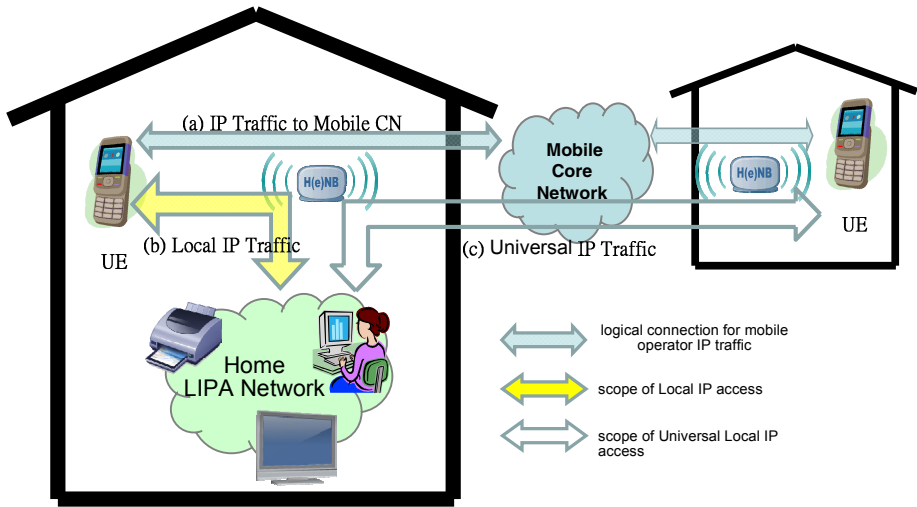 (a) IP Traffic to Mobile CN
H(e)NB
UE
(b) Local IP Traffic
Mobile
Core
Network
H(e)NB
UE
(c) Universal IP Traffic
Home
LIPA Network
logical connection for mobile
operator IP traffic
scope of Local IP access
scope of Universal Local IP
access